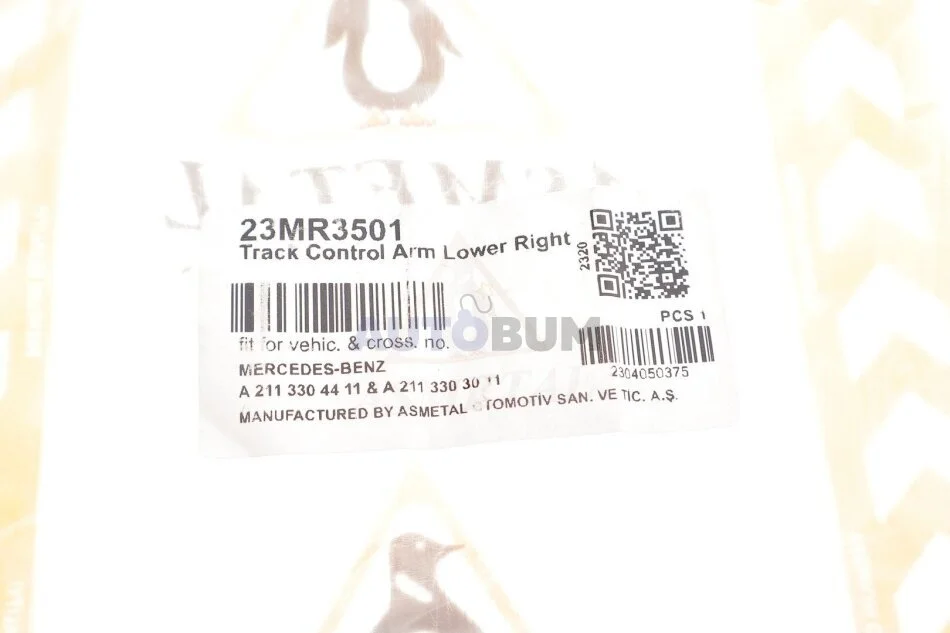 23MR3501
Track Control Arm Lower Right
2320
PCS 1
fit for vehic. & cross. no.
AUTOBUM
2304050375
MERCEDES-BENZ
A 211 330 44 11 & A 211 330 30 11
MANUFACTURED BY ASMETAL OTOMOTİV SAN. VE TİC. A.Ş.